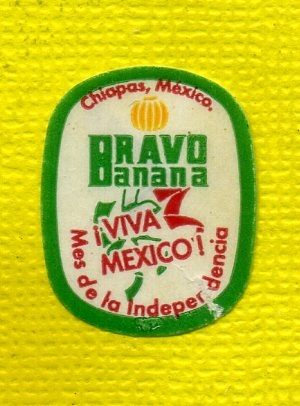 Chiapas, México.
BRAVO
Banana
¡VIVA
MEXICO!
Mes de la Independencia